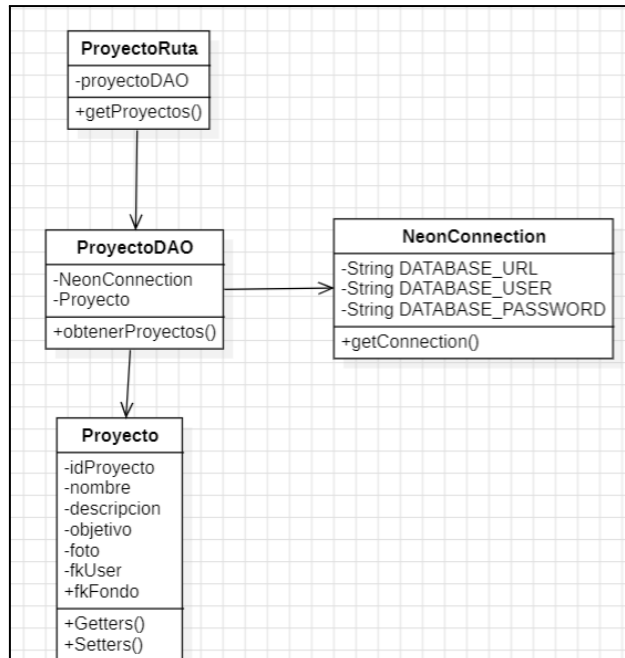 ProyectoRuta
-proyectoDAO
+getProyectos()
ProyectoDAO
-NeonConnection
-Proyecto
+obtenerProyectos()
NeonConnection
-String DATABASE_URL
-String DATABASE_USER
-String DATABASE_PASSWORD
+getConnection()
Proyecto
-idProyecto
-nombre
-descripcion
-objetivo
-foto
-fkUser
+fkFondo
+Getters()
+Setters()